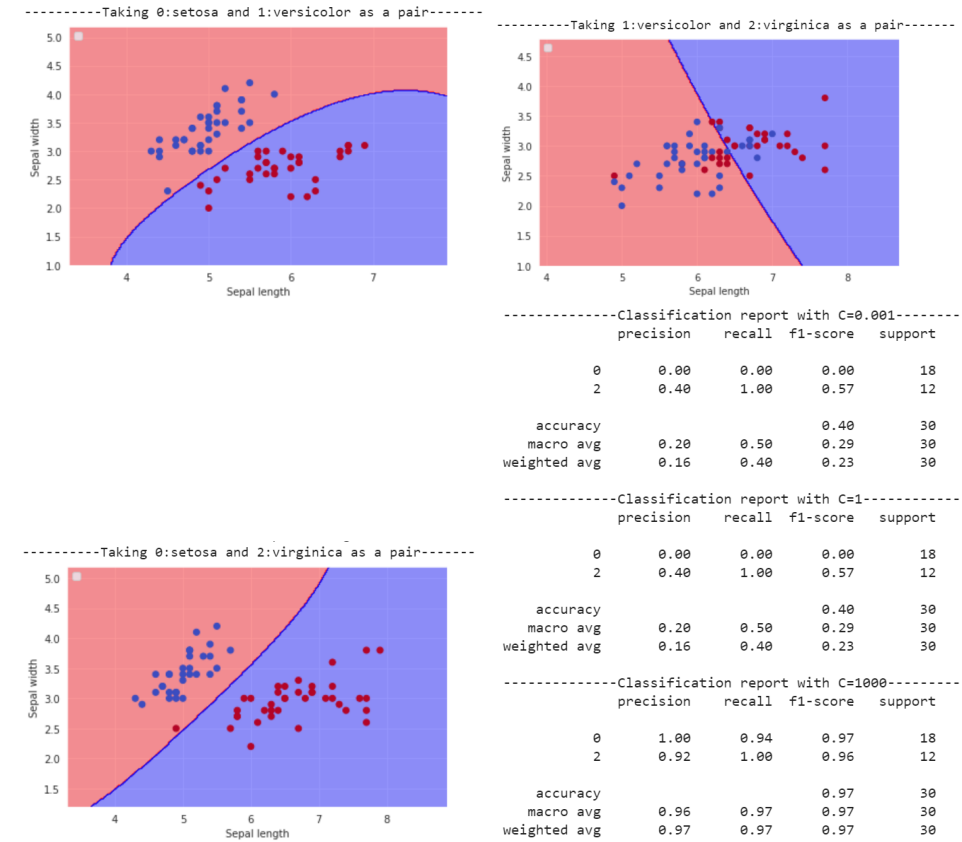 ----------Taking 0:setosa and 1:versicolor as a pair-------
5.0
4.5
4.0
3.5
3.0
2.5
2.0
1.5
1.0
Sepal width
4 5 6 7
Sepal length
----------Taking 1:versicolor and 2:virginica as a pair-------
4.5
4.0
3.5
3.0
2.5
2.0
1.5
1.0
Sepal width
4 5 6 7 8
Sepal length
--------------Classification report with C=0.001--------
precision recall f1-score support
0 0.00 0.00 0.00 18
2 0.40 1.00 0.57 12
accuracy 0.40 30
macro avg 0.20 0.50 0.29 30
weighted avg 0.16 0.40 0.23 30
--------------Classification report with C=1------------
precision recall f1-score support
0 0.00 0.00 0.00 18
2 0.40 1.00 0.57 12
accuracy 0.40 30
macro avg 0.20 0.50 0.29 30
weighted avg 0.16 0.40 0.23 30
----------Taking 0:setosa and 2:virginica as a pair-------
5.0
4.5
4.0
3.5
3.0
2.5
2.0
1.5
Sepal width
4 5 6 7 8
Sepal length
--------------Classification report with C=1000---------
precision recall f1-score support
0 1.00 0.94 0.97 18
2 0.92 1.00 0.96 12
accuracy 0.97 30
macro avg 0.96 0.97 0.97 30
weighted avg 0.97 0.97 0.97 30